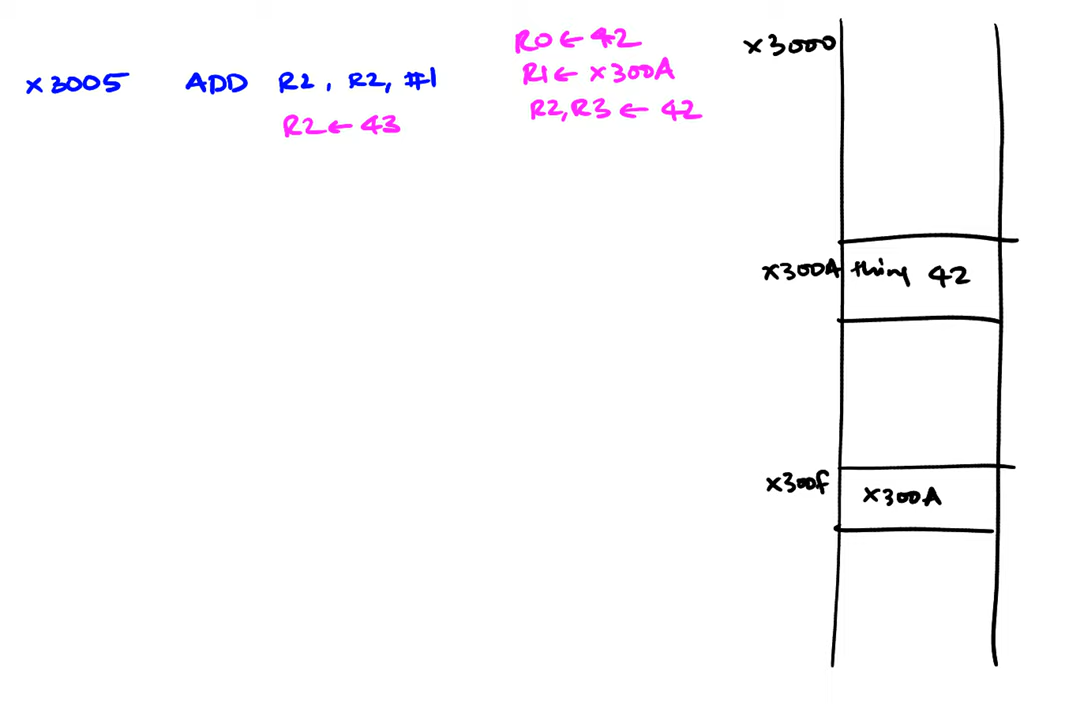 R0 ← 42
x3000
R1 ← x300A
x3005 ADD R2, R2, #1
R2, R3 ← 42
R2 ← 43
x300A thing 42
x300f x300A